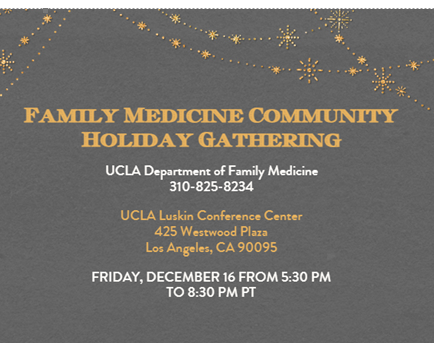 FAMILY MEDICINE COMMUNITY
HOLIDAY GATHERING
UCLA Department of Family Medicine
310-825-8234
UCLA Luskin Conference Center
425 Westwood Plaza
Los Angeles, CA 90095
FRIDAY, DECEMBER 16 FROM 5:30 PM
TO 8:30 PM PT